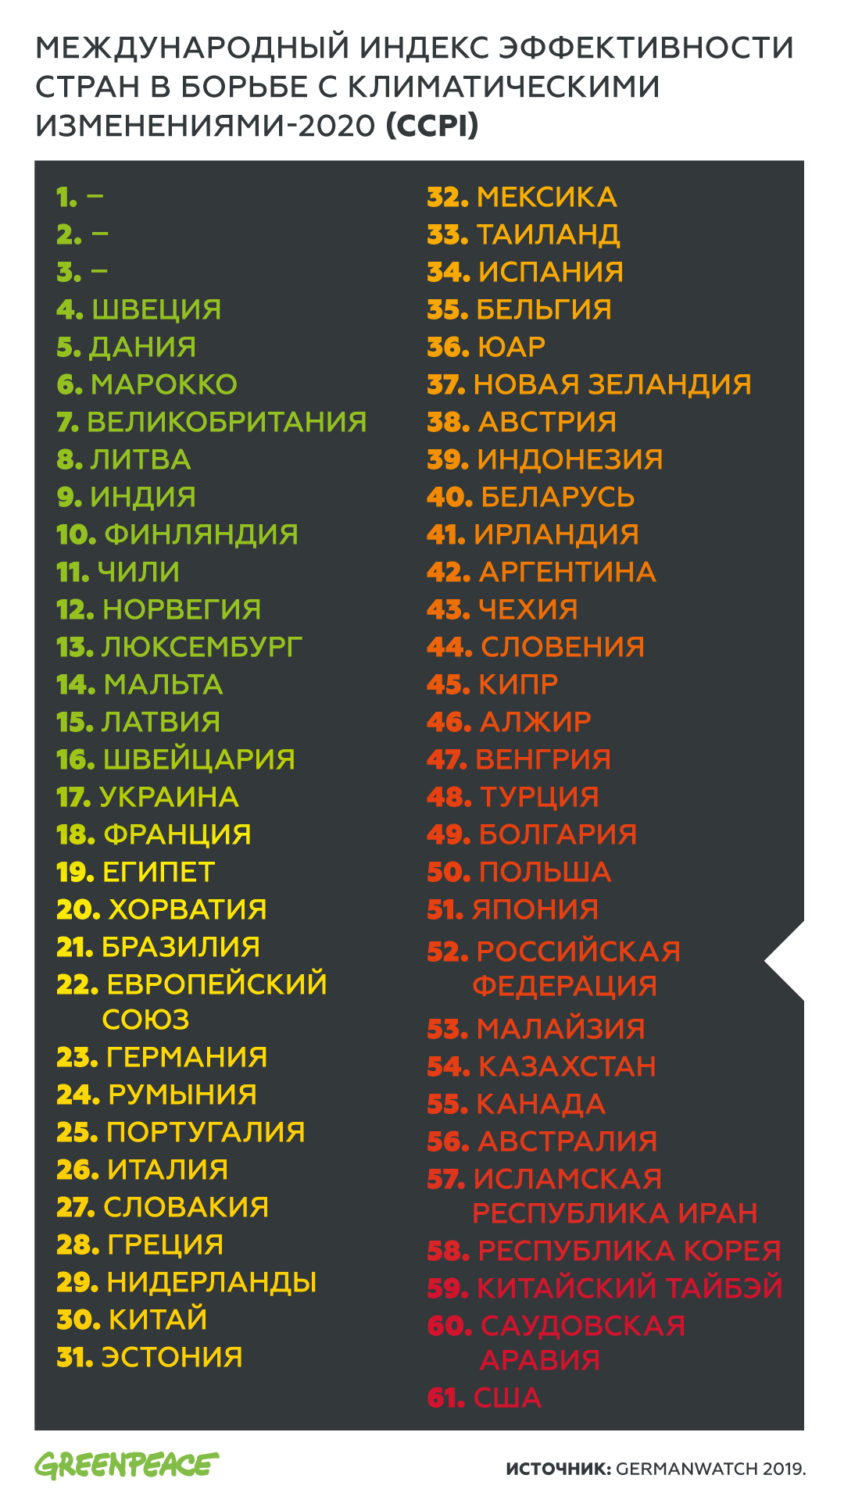 МЕЖДУНАРОДНЫЙ ИНДЕКС ЭФФЕКТИВНОСТИ
СТРАН В БОРЬБЕ С КЛИМАТИЧЕСКИМИ
ИЗМЕНЕНИЯМИ-2020 (CCPI)
1. –
2. –
3. –
4. ШВЕЦИЯ
5. ДАНИЯ
6. МАРОККО
7. ВЕЛИКОБРИТАНИЯ
8. ЛИТВА
9. ИНДИЯ
10. ФИНЛЯНДИЯ
11. ЧИЛИ
12. НОРВЕГИЯ
13. ЛЮКСЕМБУРГ
14. МАЛЬТА
15. ЛАТВИЯ
16. ШВЕЙЦАРИЯ
17. УКРАИНА
18. ФРАНЦИЯ
19. ЕГИПЕТ
20. ХОРВАТИЯ
21. БРАЗИЛИЯ
22. ЕВРОПЕЙСКИЙ
СОЮЗ
23. ГЕРМАНИЯ
24. РУМЫНИЯ
25. ПОРТУГАЛИЯ
26. ИТАЛИЯ
27. СЛОВАКИЯ
28. ГРЕЦИЯ
29. НИДЕРЛАНДЫ
30. КИТАЙ
31. ЭСТОНИЯ
32. МЕКСИКА
33. ТАИЛАНД
34. ИСПАНИЯ
35. БЕЛЬГИЯ
36. ЮАР
37. НОВАЯ ЗЕЛАНДИЯ
38. АВСТРИЯ
39. ИНДОНЕЗИЯ
40. БЕЛАРУСЬ
41. ИРЛАНДИЯ
42. АРГЕНТИНА
43. ЧЕХИЯ
44. СЛОВЕНИЯ
45. КИПР
46. АЛЖИР
47. ВЕНГРИЯ
48. ТУРЦИЯ
49. БОЛГАРИЯ
50. ПОЛЬША
51. ЯПОНИЯ
52. РОССИЙСКАЯ
ФЕДЕРАЦИЯ
53. МАЛАЙЗИЯ
54. КАЗАХСТАН
55. КАНАДА
56. АВСТРАЛИЯ
57. ИСЛАМСКАЯ
РЕСПУБЛИКА ИРАН
58. РЕСПУБЛИКА КОРЕЯ
59. КИТАЙСКИЙ ТАЙБЭЙ
60. САУДОВСКАЯ
АРАВИЯ
61. США
GREENPEACE
ИСТОЧНИК: GERMANWATCH 2019.